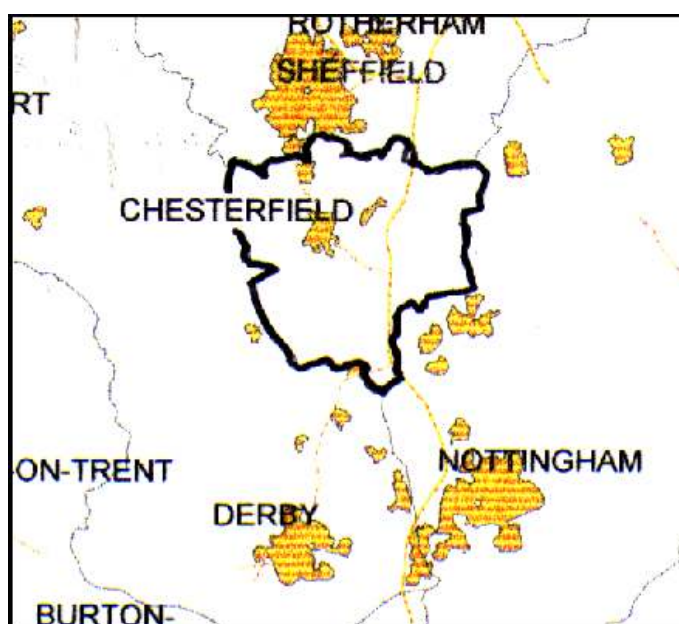 ROTHERHAM
SHEFFIELD
RT
CHESTERFIELD
-ON-TRENT
NOTTINGHAM
DERBY
BURTON-